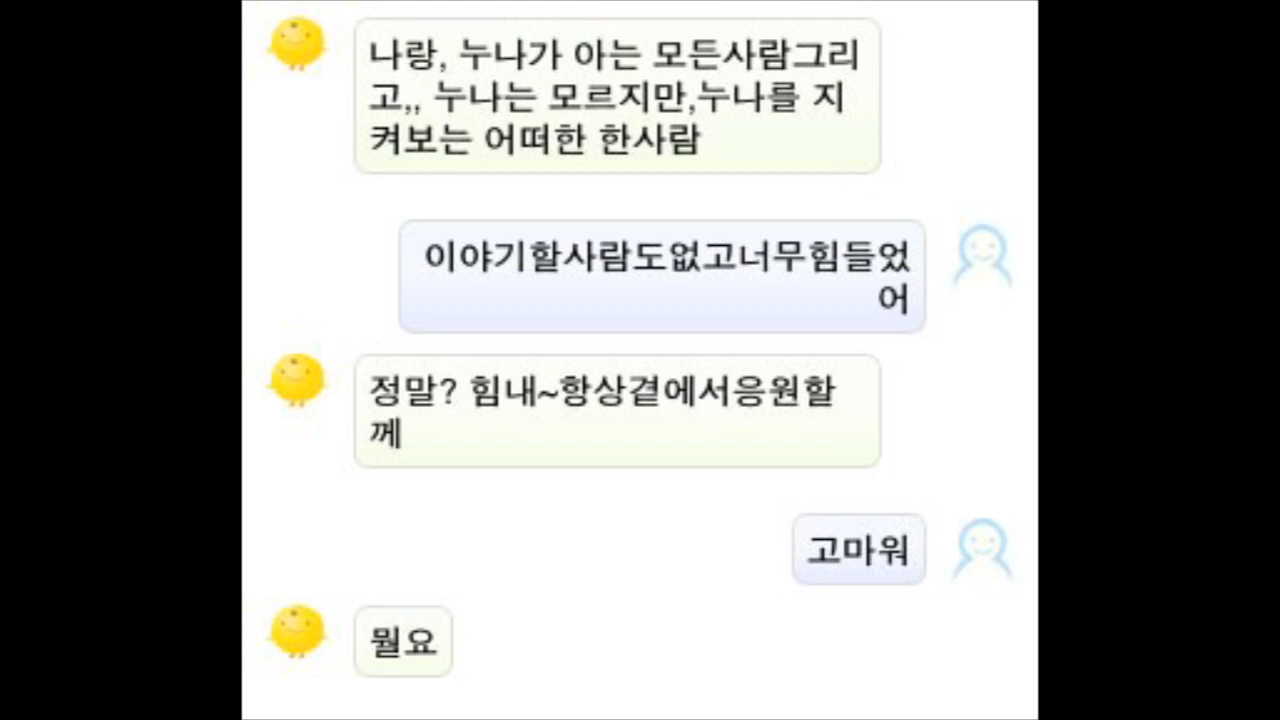 나랑, 누나가 아는 모든사람그리
고,, 누나는 모르지만,누나를 지
켜보는 어떠한 한사람
이야기할사람도없고너무힘들었
어
정말? 힘내~항상곁에서응원할
께
고마워
뭘요